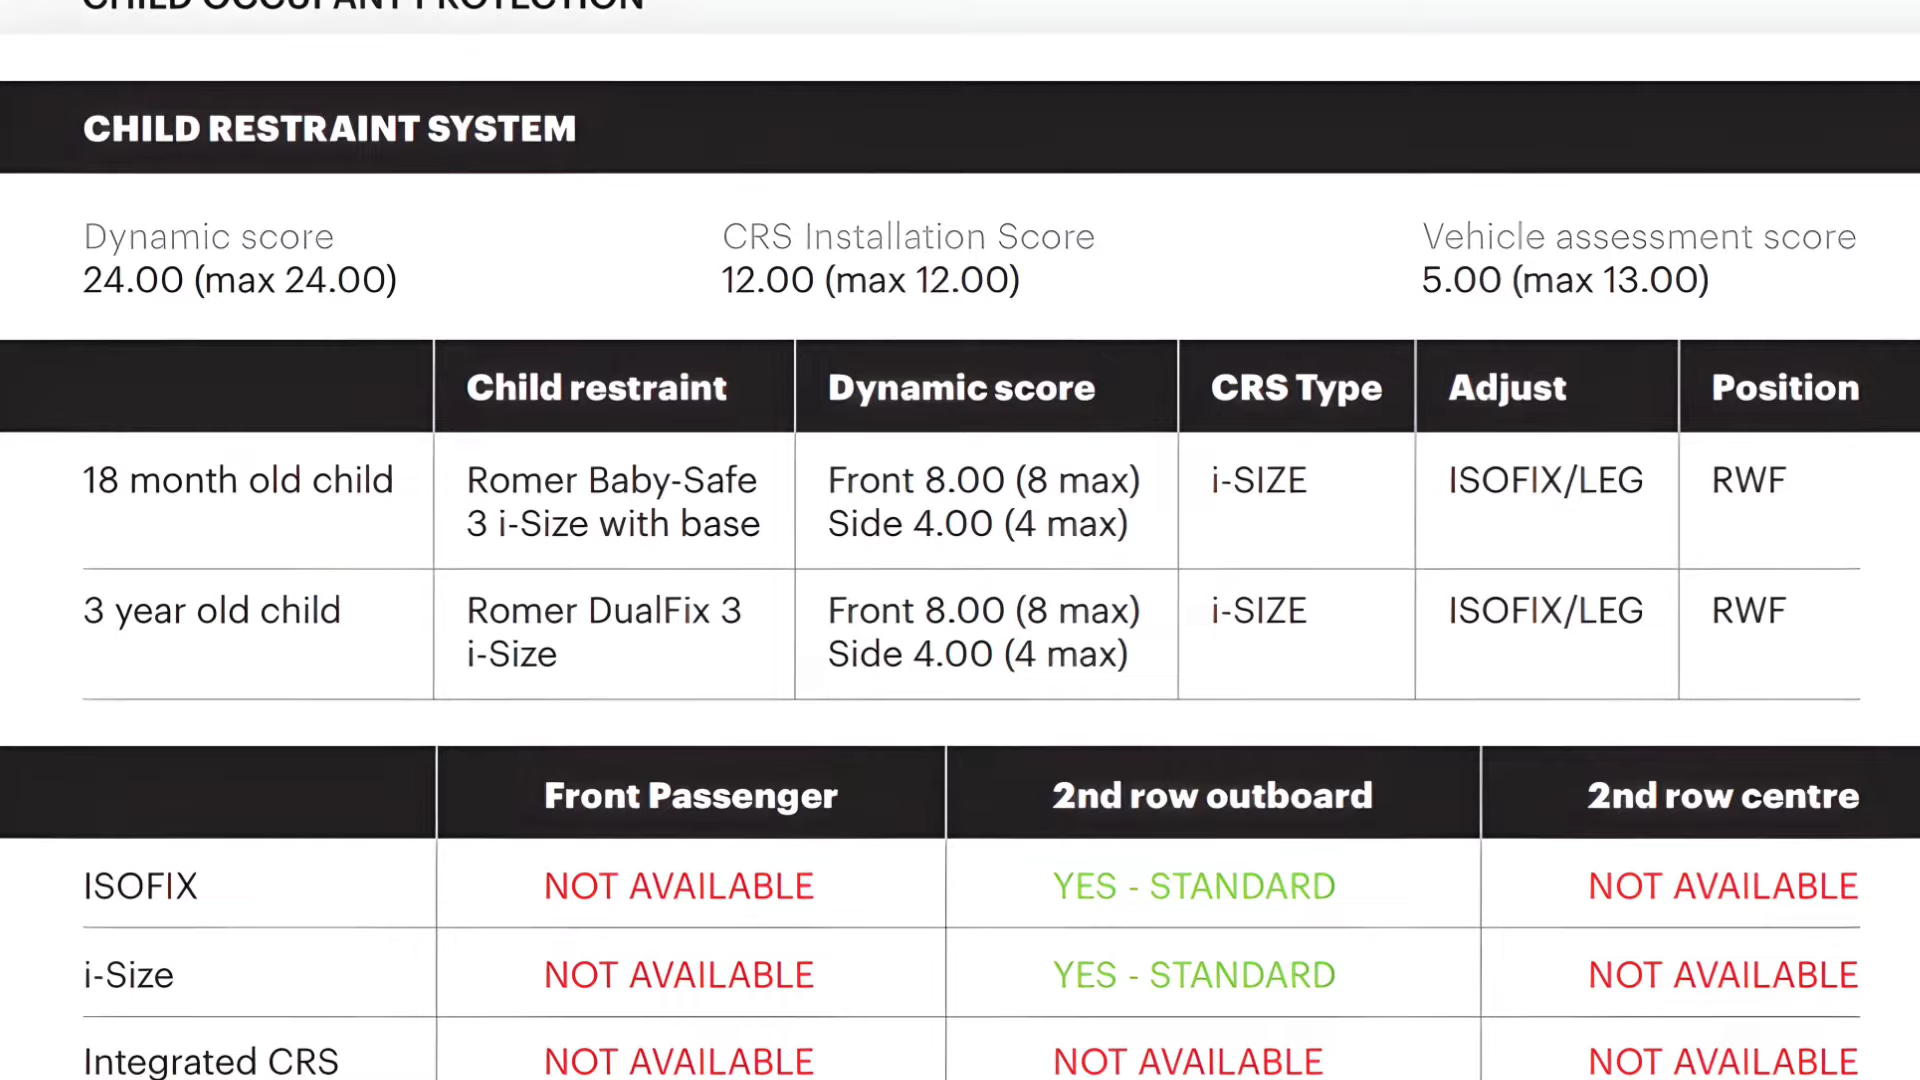 CHILD OCCUPANT PROTECTION
CHILD RESTRAINT SYSTEM
Dynamic score
24.00 (max 24.00)
CRS Installation Score
12.00 (max 12.00)
Vehicle assessment score
5.00 (max 13.00)
Child restraint Dynamic score CRS Type Adjust Position
18 month old child Romer Baby-Safe Front 8.00 (8 max) i-SIZE ISOFIX/LEG RWF
3 i-Size with base Side 4.00 (4 max)
3 year old child Romer DualFix 3 Front 8.00 (8 max) i-SIZE ISOFIX/LEG RWF
i-Size Side 4.00 (4 max)
Front Passenger 2nd row outboard 2nd row centre
ISOFIX NOT AVAILABLE YES - STANDARD NOT AVAILABLE
i-Size NOT AVAILABLE YES - STANDARD NOT AVAILABLE
Integrated CRS NOT AVAILABLE NOT AVAILABLE NOT AVAILABLE